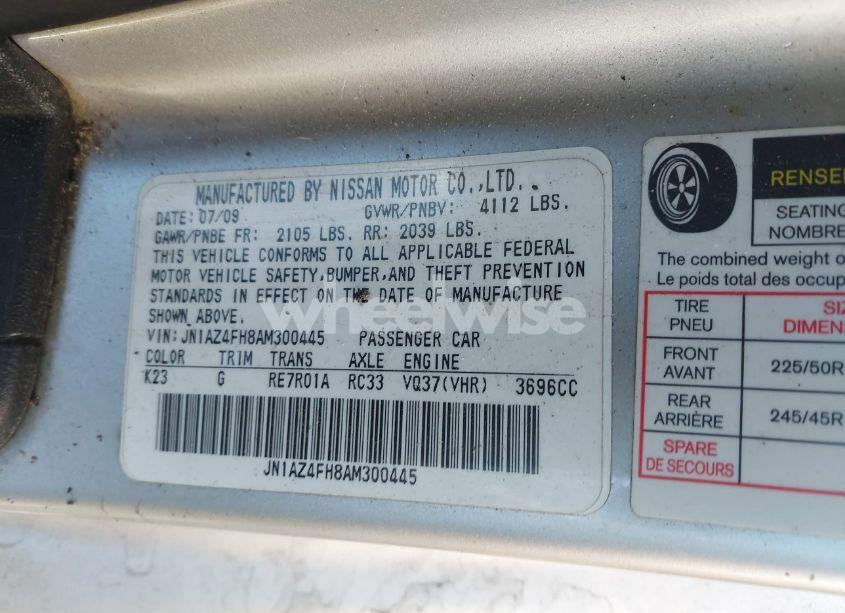 MANUFACTURED BY NISSAN MOTOR CO.,LTD.
DATE: 07/09 GVWR/PNBV: 4112 LBS.
GAWR/PNBE FR: 2105 LBS. RR: 2039 LBS.
THIS VEHICLE CONFORMS TO ALL APPLICABLE FEDERAL
MOTOR VEHICLE SAFETY,BUMPER,AND THEFT PREVENTION
STANDARDS IN EFFECT ON THE DATE OF MANUFACTURE
SHOWN ABOVE.
VIN: JN1AZ4FH8AM300445 PASSENGER CAR
COLOR TRIM TRANS AXLE ENGINE
K23 G RE7R01A RC33 VQ37(VHR) 3696CC
JN1AZ4FH8AM300445
wheelwise
RENSE
SEATING
NOMBRE
The combined weight o
Le poids total des occup
TIRE SIZ
PNEU DIMEN
FRONT
AVANT 225/50R
REAR
ARRIÈRE 245/45R
SPARE
DE SECOURS